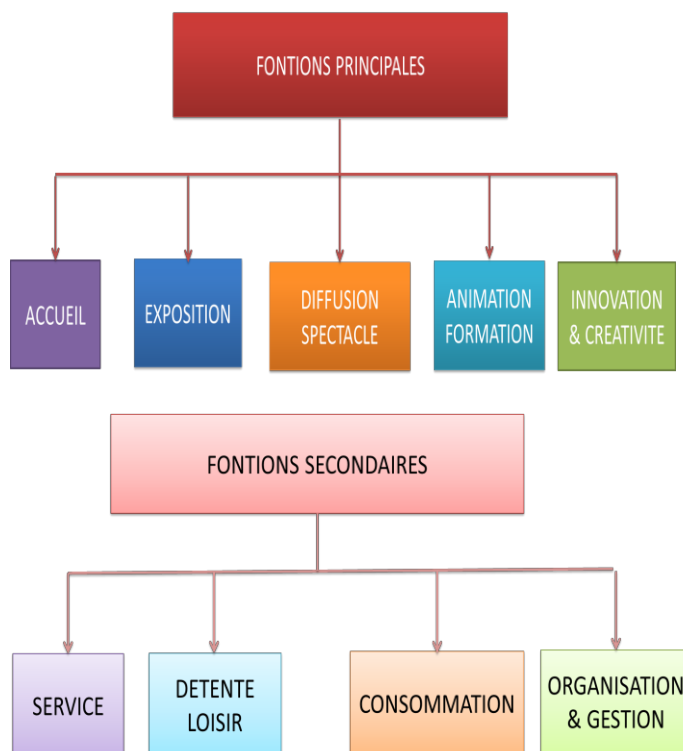 FONTIONS PRINCIPALES
ACCUEIL
EXPOSITION
DIFFUSION
SPECTACLE
ANIMATION
FORMATION
INNOVATION
& CREATIVITE
FONTIONS SECONDAIRES
SERVICE
DETENTE
LOISIR
CONSOMMATION
ORGANISATION
& GESTION